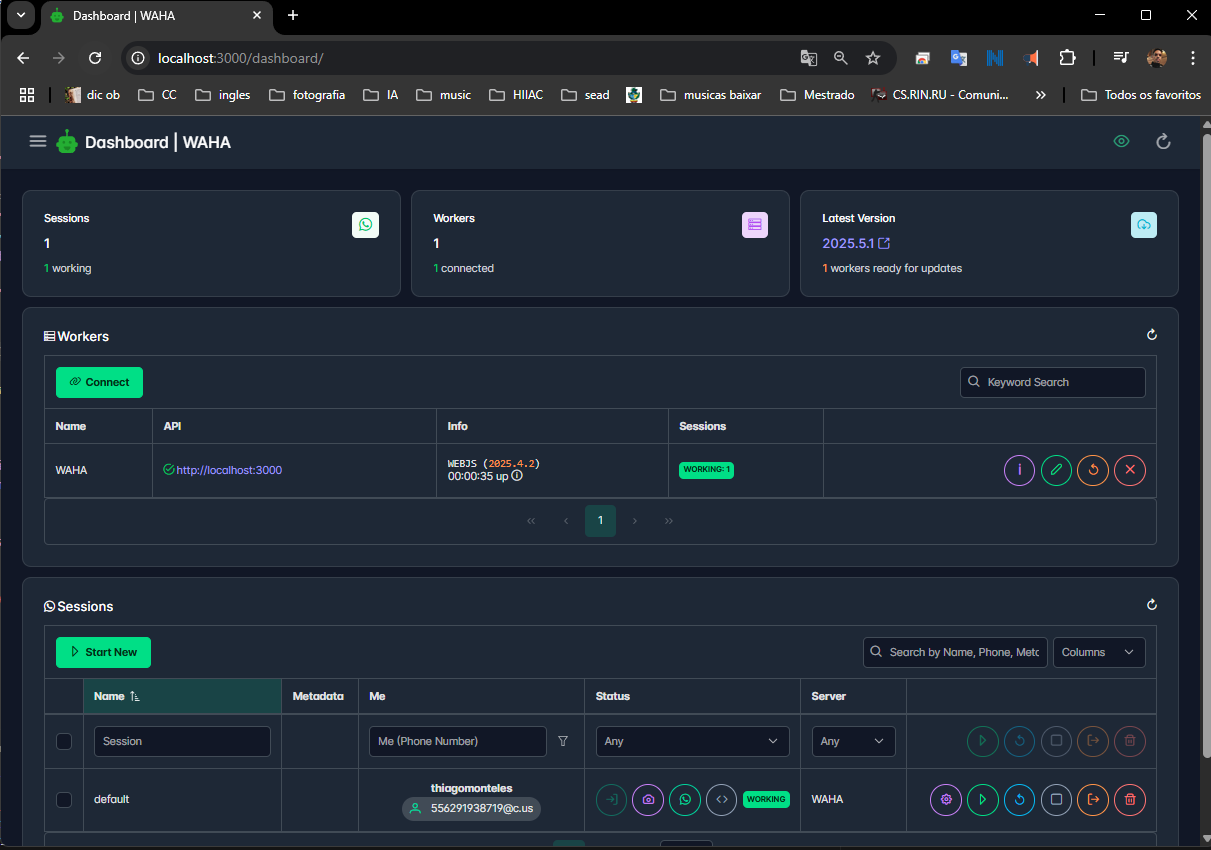 Dashboard | WAHA
localhost:3000/dashboard/
dic ob CC ingles fotografia IA music HIIAC sead musicas baixar Mestrado CS.RIN.RU - Comuni... » Todos os favoritos
Dashboard | WAHA
Sessions
1
1 working
Workers
1
1 connected
Latest Version
2025.5.1
1 workers ready for updates
Workers
Connect
Keyword Search
Name API Info Sessions
WAHA http://localhost:3000 WEBJS (2025.4.2) WORKING: 1
00:00:35 up
« ‹ 1 › »
Sessions
Start New
Search by Name, Phone, Meta
Columns
Name Metadata Me Status Server
Session Me (Phone Number) Any Any
default thiagomonteles WORKING WAHA
556291938719@c.us